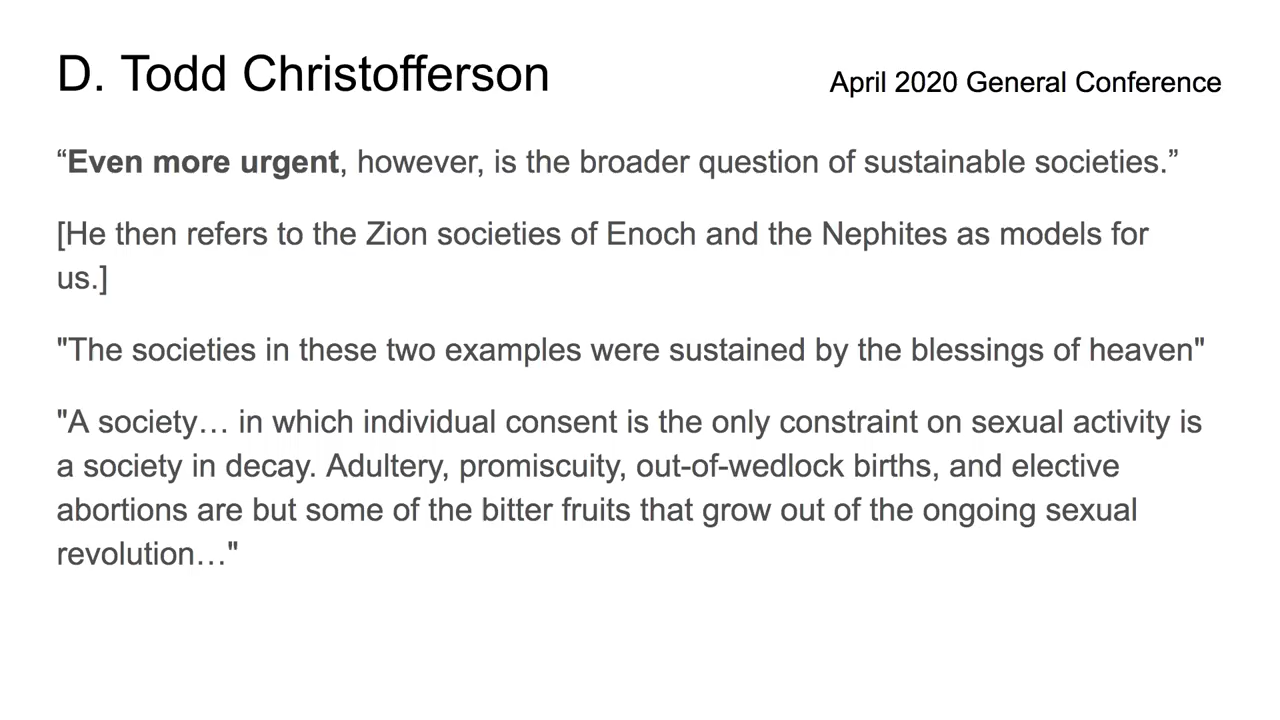 D. Todd Christofferson
April 2020 General Conference
“Even more urgent, however, is the broader question of sustainable societies.”
[He then refers to the Zion societies of Enoch and the Nephites as models for
us.]
"The societies in these two examples were sustained by the blessings of heaven"
"A society… in which individual consent is the only constraint on sexual activity is
a society in decay. Adultery, promiscuity, out-of-wedlock births, and elective
abortions are but some of the bitter fruits that grow out of the ongoing sexual
revolution…"